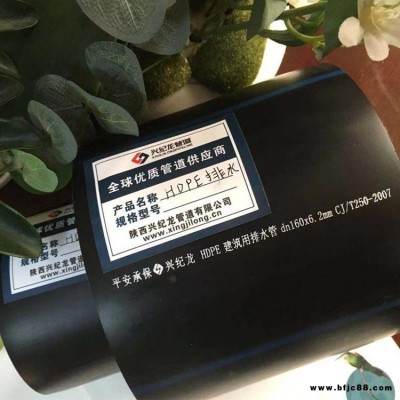 兴纪龙管道
全球优质管道供应商
产品名称 HDPE排水
规格型号
陕西兴纪龙管道有限公司
www.xingjilong.cn
平安承保 兴纪龙 HDPE 建筑用排水管 dn160x6.2mm CJ/T250-2007
www.bfjc88.com